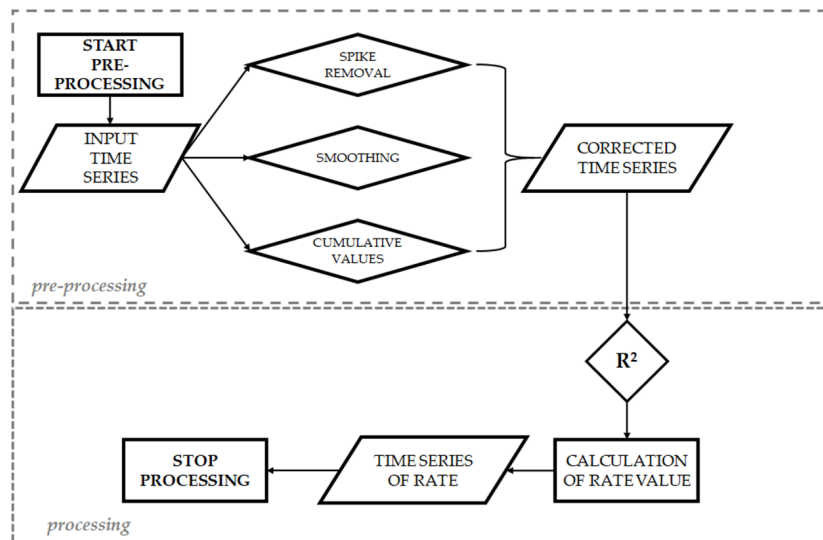 START
PRE-
PROCESSING
INPUT
TIME
SERIES
SPIKE
REMOVAL
SMOOTHING
CUMULATIVE
VALUES
CORRECTED
TIME SERIES
pre-processing
R²
CALCULATION
OF RATE VALUE
TIME SERIES
OF RATE
STOP
PROCESSING
processing